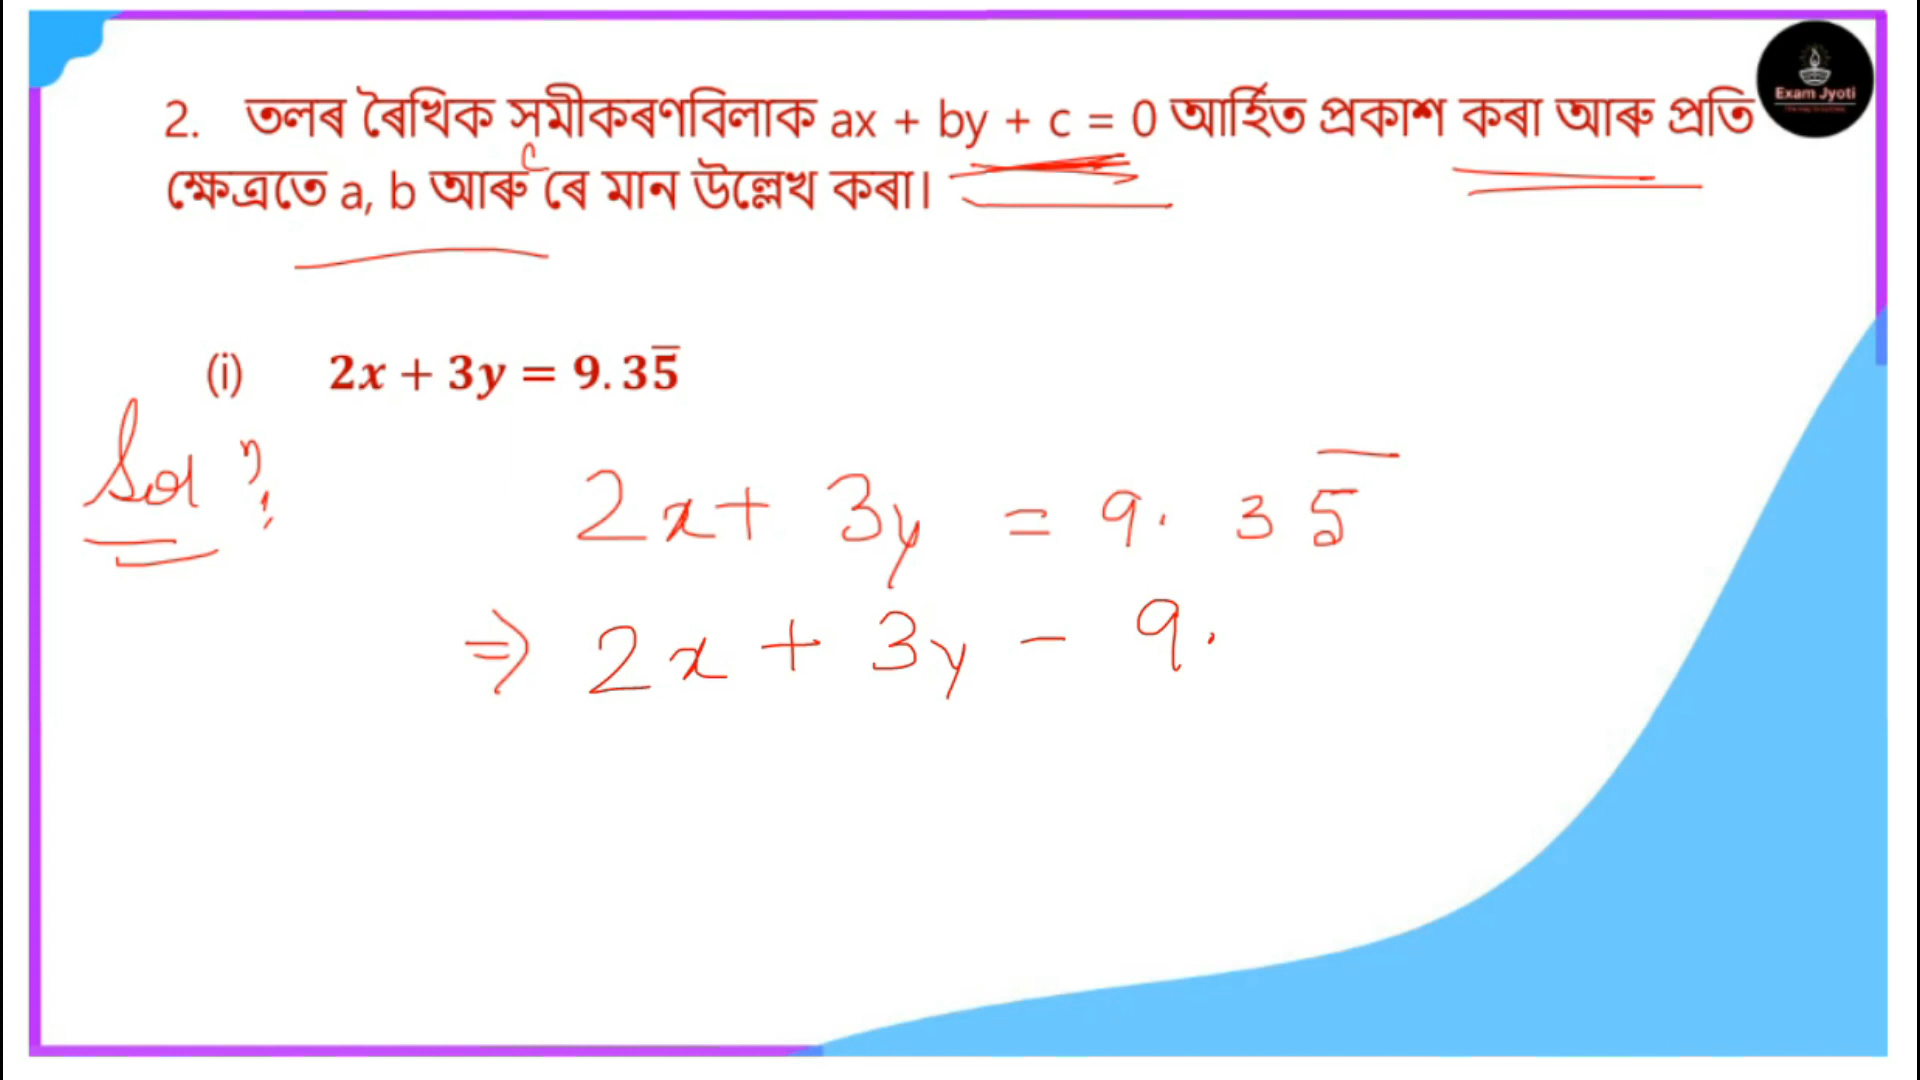 Exam Jyoti
2. তলৰ ৰৈখিক সমীকৰণবিলাক ax + by + c = 0 আৰ্হিত প্ৰকাশ কৰা আৰু প্ৰতি
c
ক্ষেত্ৰতে a, b আৰু ৰে মান উল্লেখ কৰা।
(i) 2x + 3y = 9.35̅
Solⁿ:
2x + 3y = 9.35̅
⇒ 2x + 3y − 9.